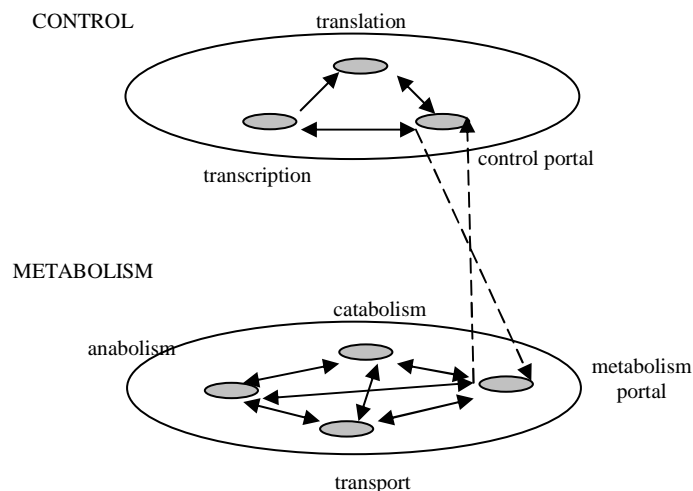 translation
CONTROL
control portal
transcription
METABOLISM
catabolism
anabolism
metabolism
portal
transport